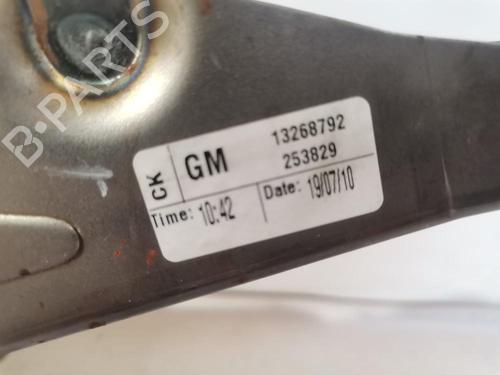 B-PARTS
CK
GM
13268792
253829
Time: 10:42
Date: 19/07/10